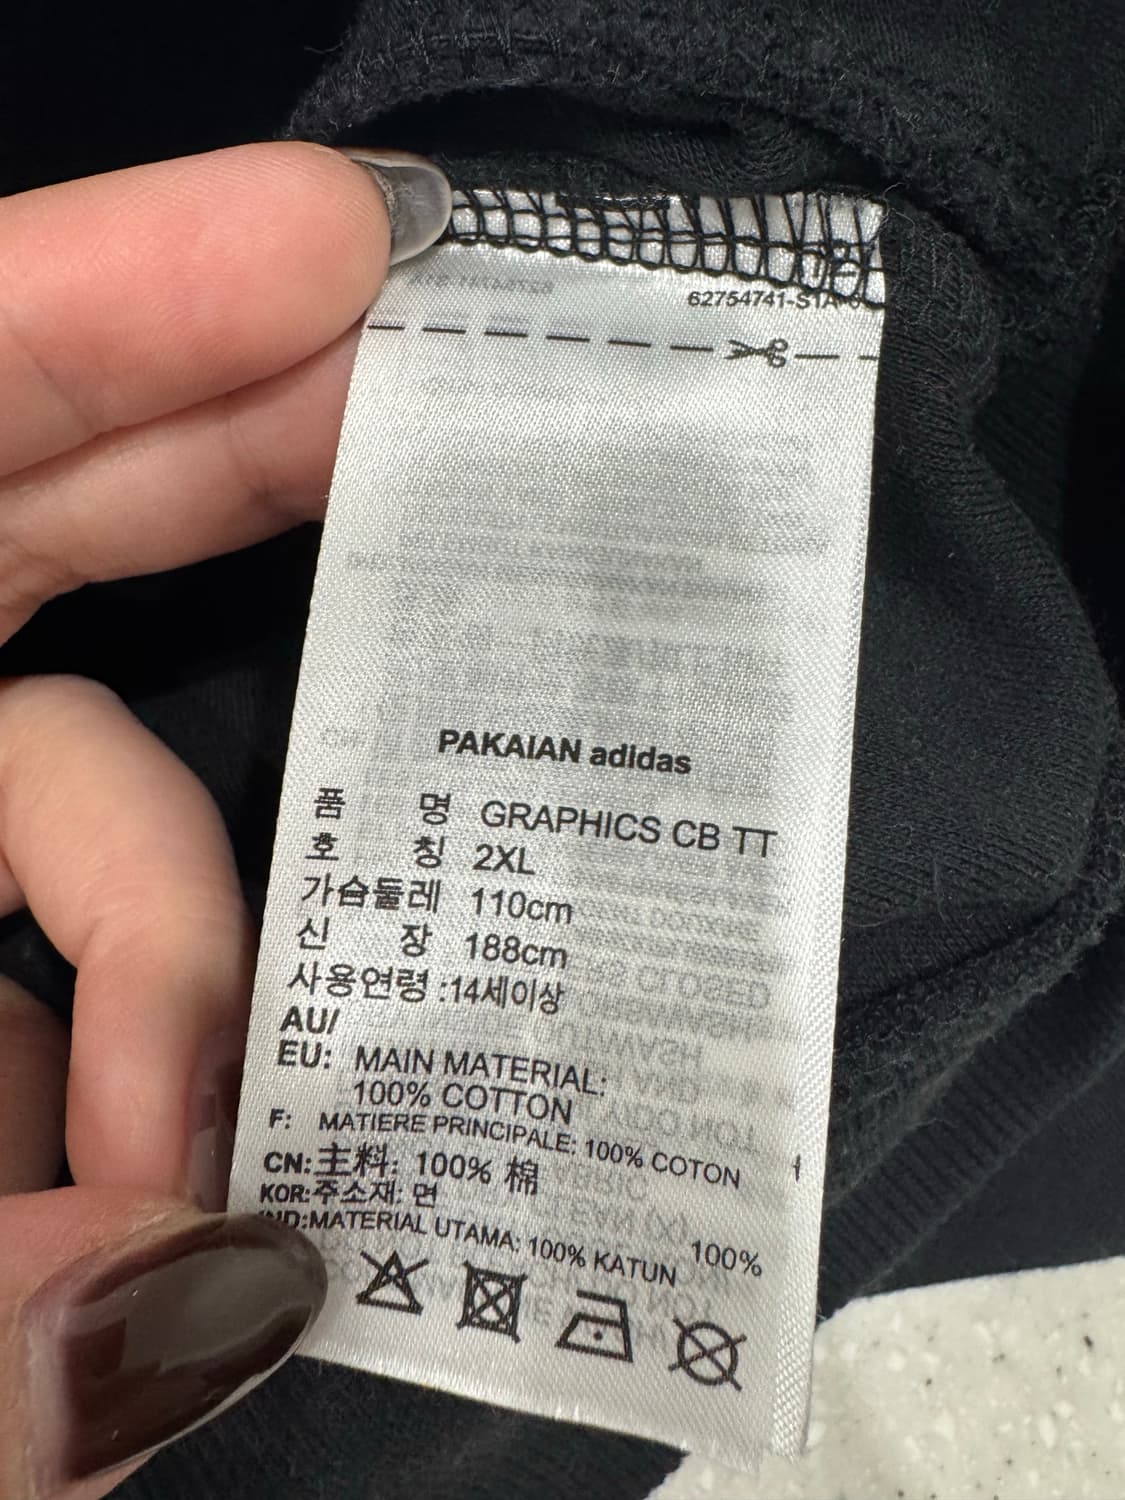 62754741-S1A
PAKAIAN adidas
품 명 GRAPHICS CB TT
호 칭 2XL
가슴둘레 110cm
신 장 188cm
사용연령 :14세이상
AU/
EU: MAIN MATERIAL:
100% COTTON
F: MATIERE PRINCIPALE: 100% COTON
CN:主料: 100% 棉
KOR:주소재: 면 100%
IND:MATERIAL UTAMA: 100% KATUN